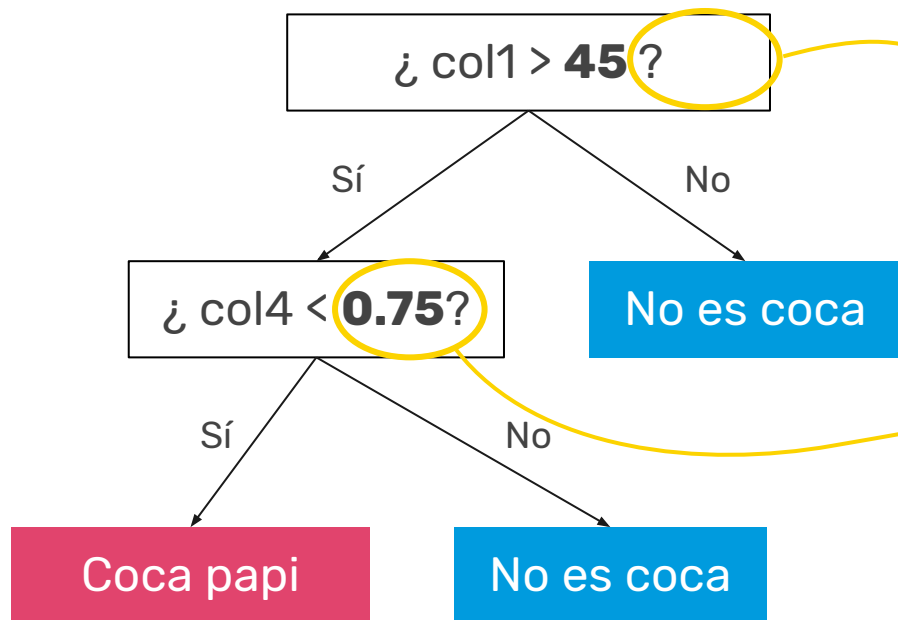 ¿ col1 > 45 ?
Sí
No
¿ col4 < 0.75?
No es coca
Sí
No
Coca papi
No es coca